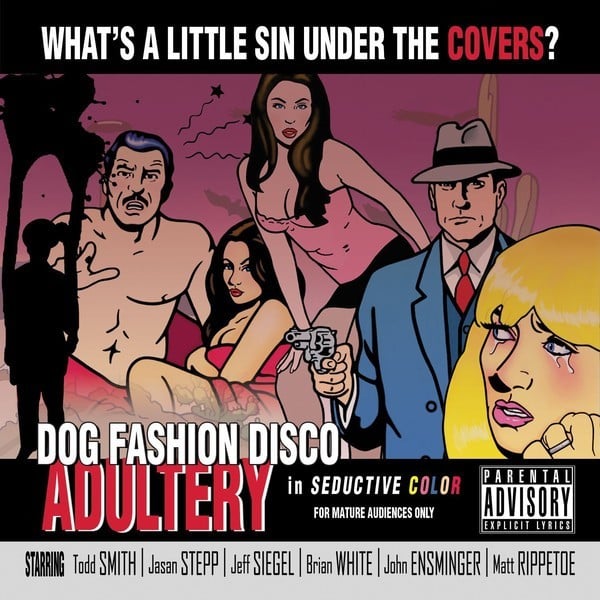 WHAT'S A LITTLE SIN UNDER THE COVERS?
DOG FASHION DISCO
ADULTERY
in SEDUCTIVE COLOR
FOR MATURE AUDIENCES ONLY
PARENTAL
ADVISORY
EXPLICIT LYRICS
STARRING Todd SMITH | Jasan STEPP | Jeff SIEGEL | Brian WHITE | John ENSMINGER | Matt RIPPETOE